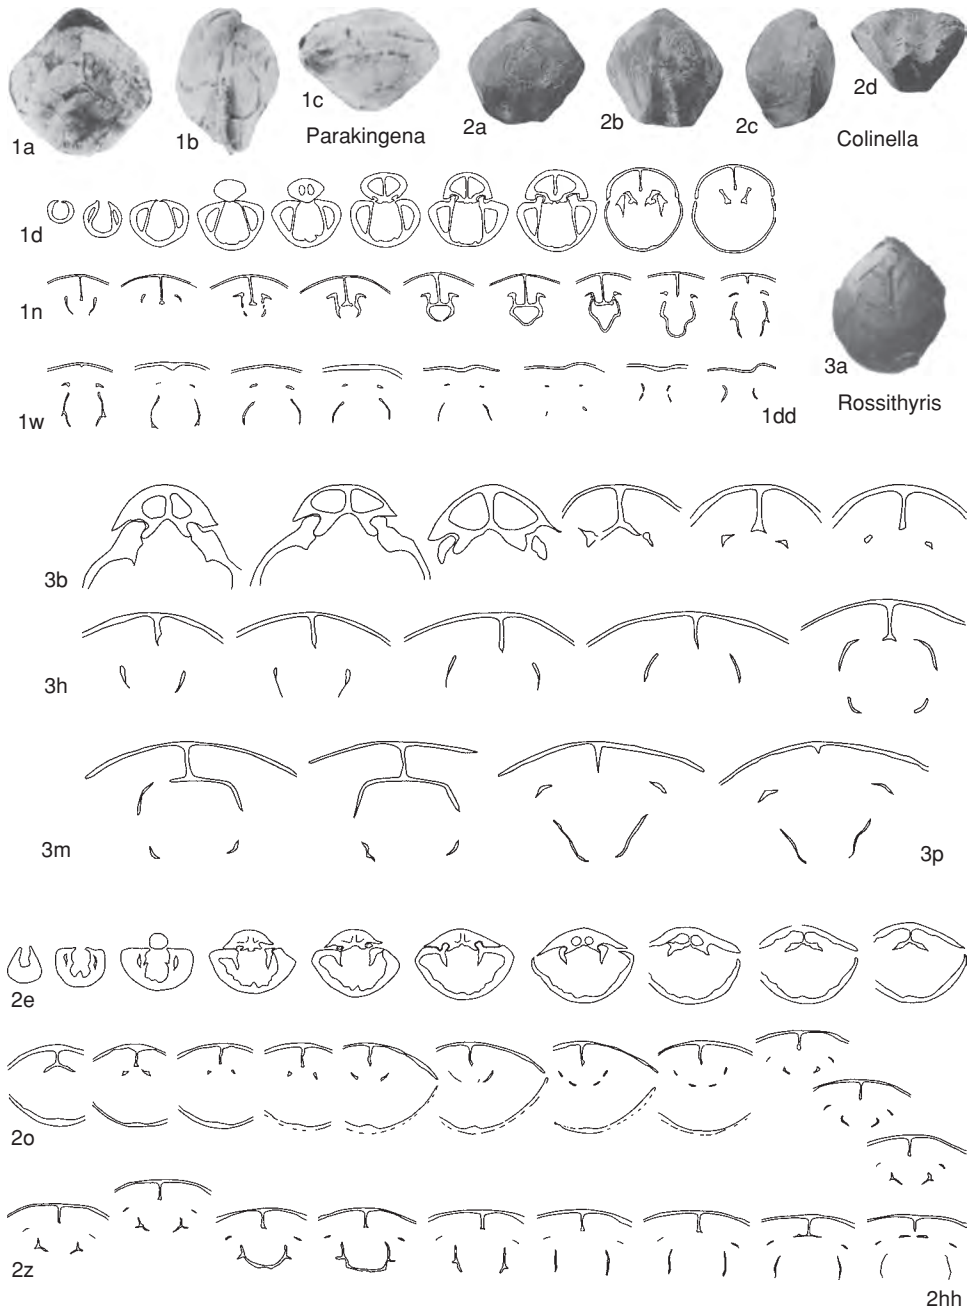 1a
1b
1c
Parakingena
2a
2b
2c
2d
Colinella
1d
1n
3a
Rossithyris
1w
1dd
3b
3h
3m
3p
2e
2o
2z
2hh